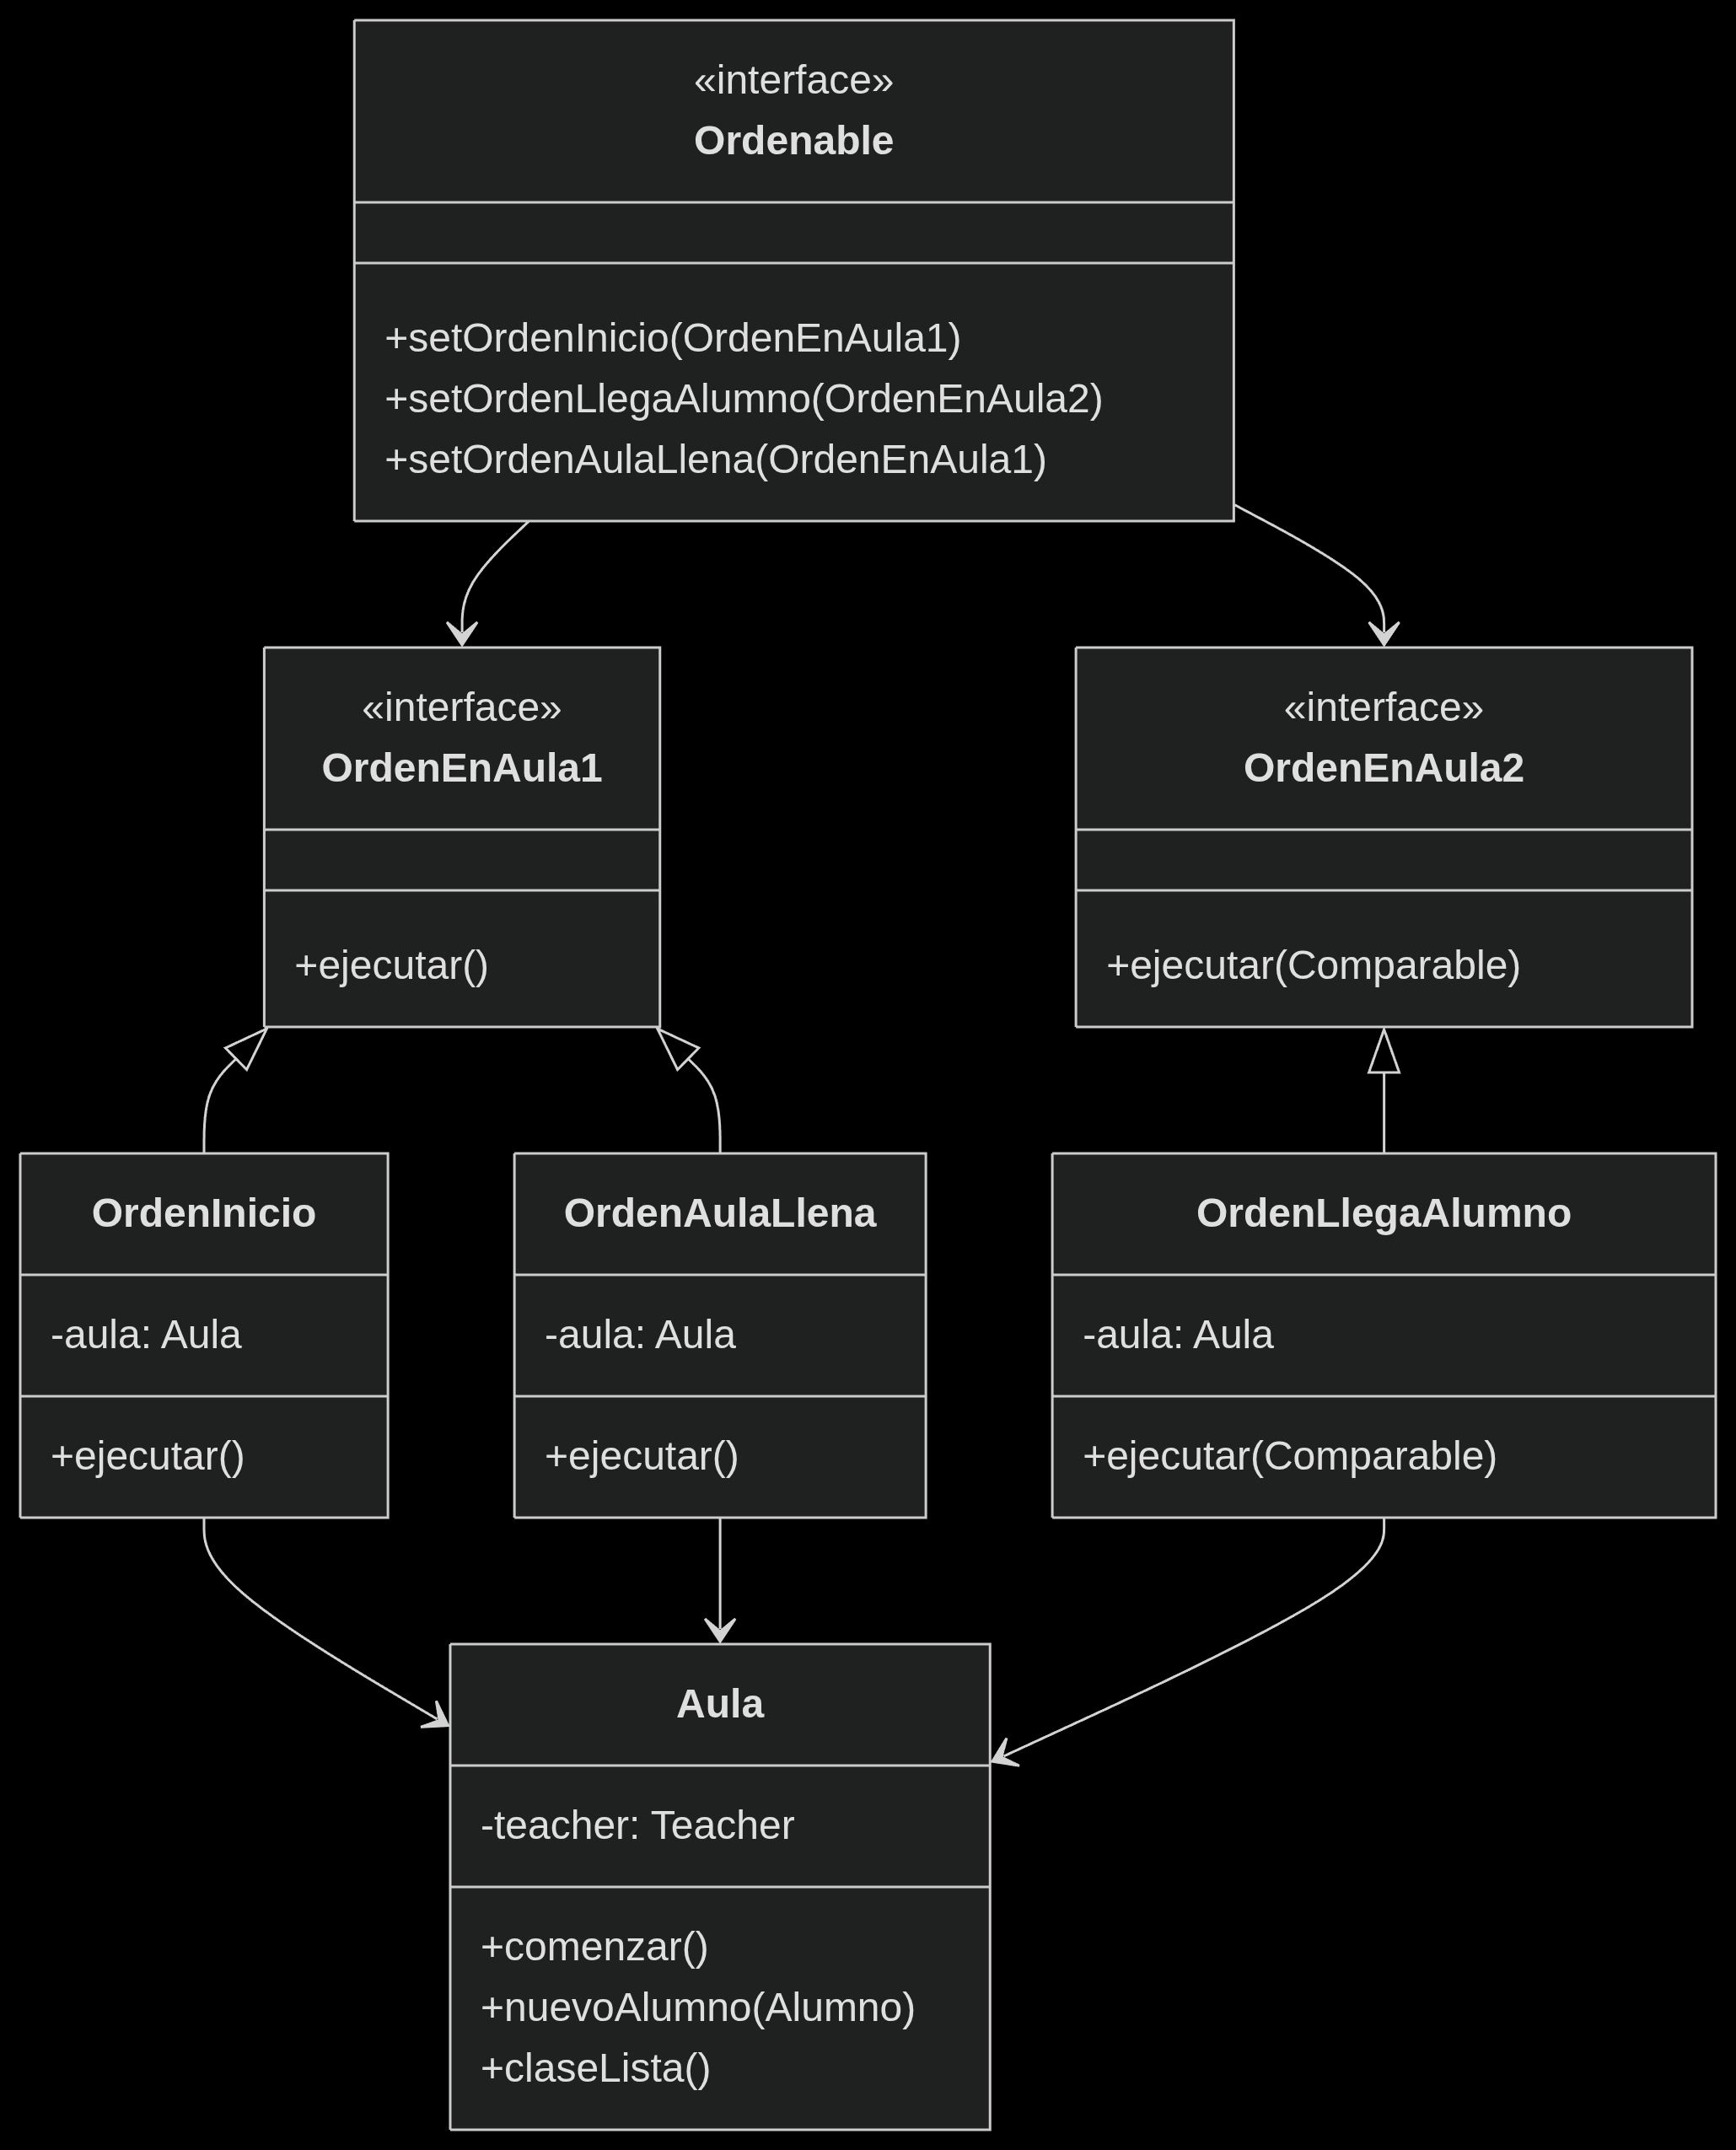 «interface»
Ordenable
+setOrdenInicio(OrdenEnAula1)
+setOrdenLlegaAlumno(OrdenEnAula2)
+setOrdenAulaLlena(OrdenEnAula1)
«interface»
OrdenEnAula1
+ejecutar()
«interface»
OrdenEnAula2
+ejecutar(Comparable)
OrdenInicio
-aula: Aula
+ejecutar()
OrdenAulaLlena
-aula: Aula
+ejecutar()
OrdenLlegaAlumno
-aula: Aula
+ejecutar(Comparable)
Aula
-teacher: Teacher
+comenzar()
+nuevoAlumno(Alumno)
+claseLista()